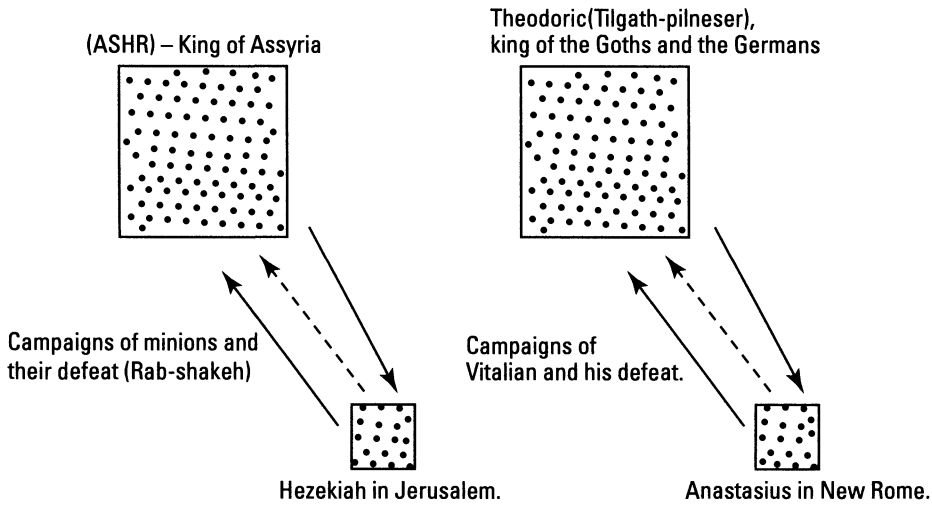 (ASHR) – King of Assyria
Theodoric(Tilgath-pilneser),
king of the Goths and the Germans
Campaigns of minions and
their defeat (Rab-shakeh)
Campaigns of
Vitalian and his defeat.
Hezekiah in Jerusalem.
Anastasius in New Rome.